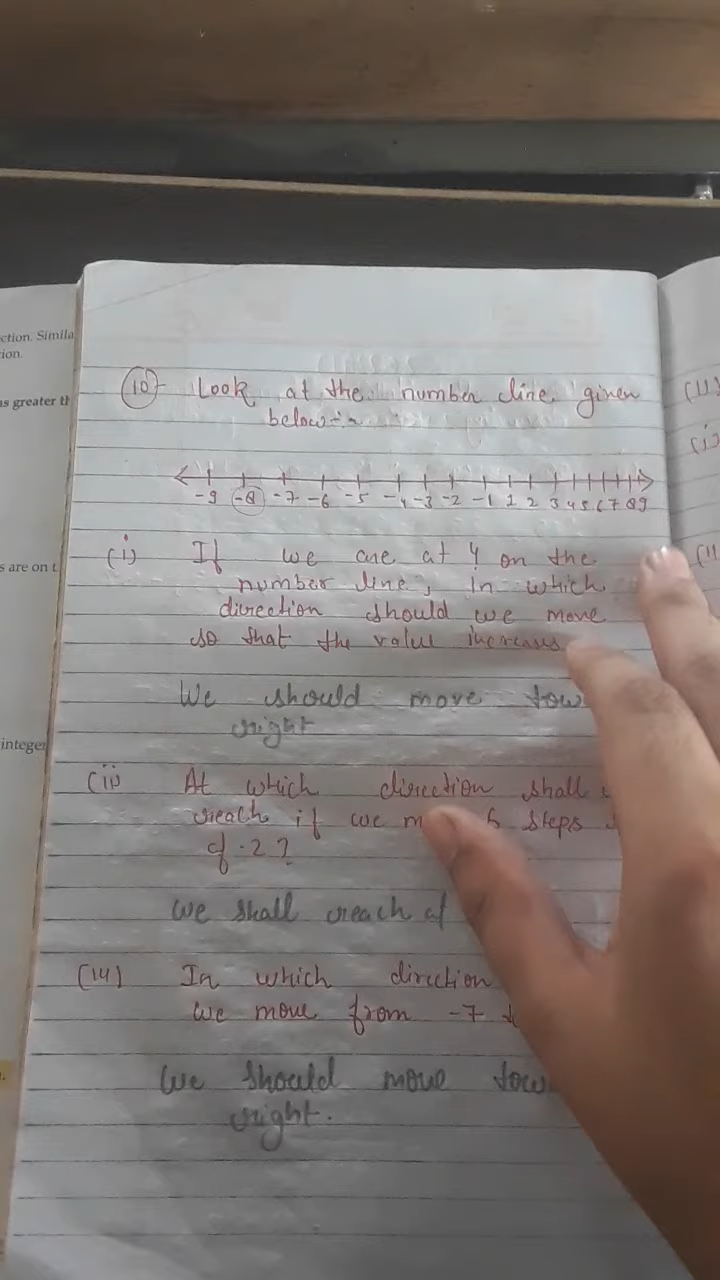 ction. Simila
ion.
as greater th
s are on t
integer
(10)- Look at the number line given
below:-
-9 -8 -7 -6 -5 -4 -3 -2 -1 1 2 3 4 5 6 7 8 9
(i) If we are at 4 on the
number line, in which
direction should we move
so that the value increases
We should move tow
right
(ii) At which direction shall
reach if we m 6 steps
of -2?
We shall reach at
(14) In which direction
we move from -7 t
We should move tow
right.
(11)
(i)
(11